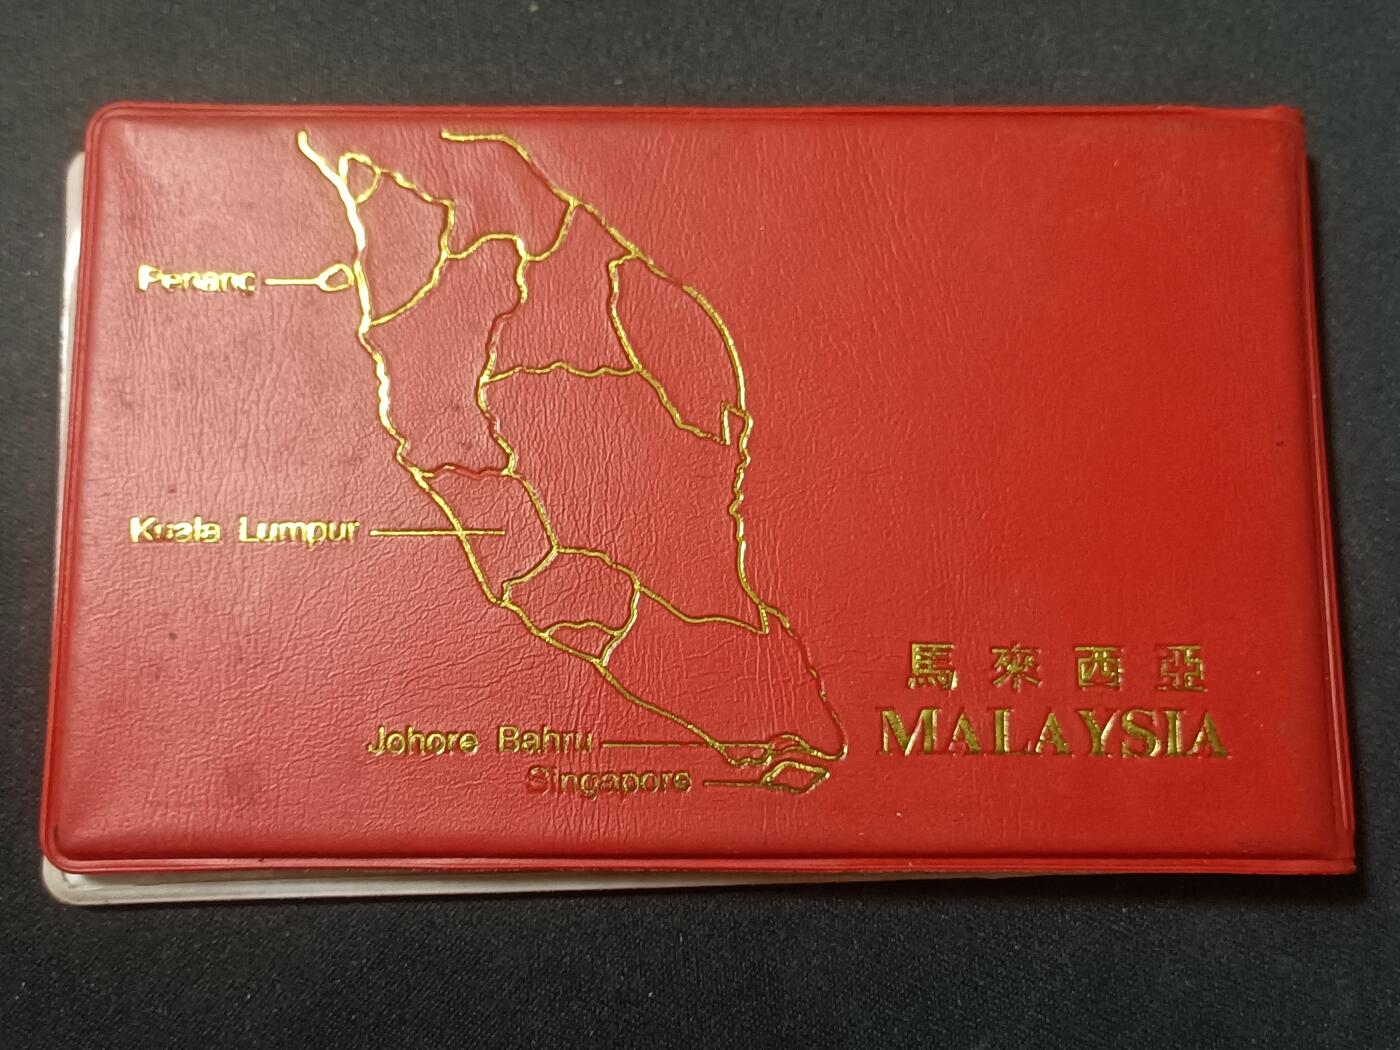 Penang
Kuala Lumpur
Johore Bahru
Singapore
馬來西亞
MALAYSIA